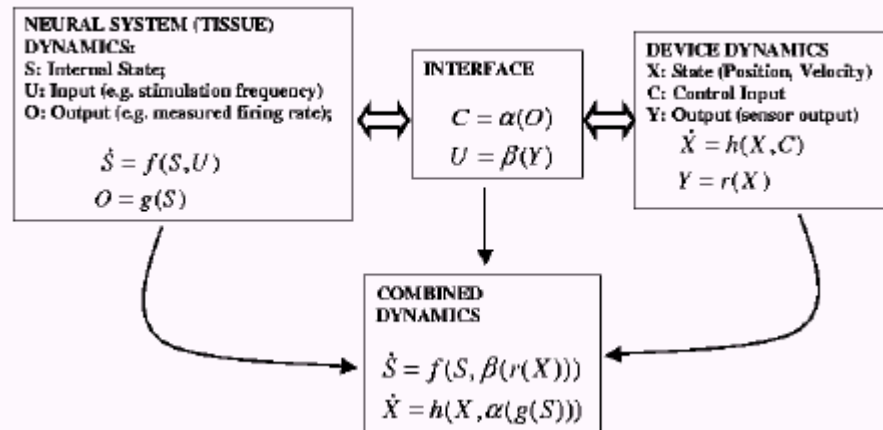 NEURAL SYSTEM (TISSUE)
DYNAMICS:
S: Internal State;
U: Input (e.g. stimulation frequency)
O: Output (e.g. measured firing rate);
Ṡ = f(S,U)
O = g(S)
INTERFACE
C = α(O)
U = β(Y)
DEVICE DYNAMICS
X: State (Position, Velocity)
C: Control Input
Y: Output (sensor output)
Ẋ = h(X,C)
Y = r(X)
COMBINED
DYNAMICS
Ṡ = f(S, β(r(X)))
Ẋ = h(X, α(g(S)))